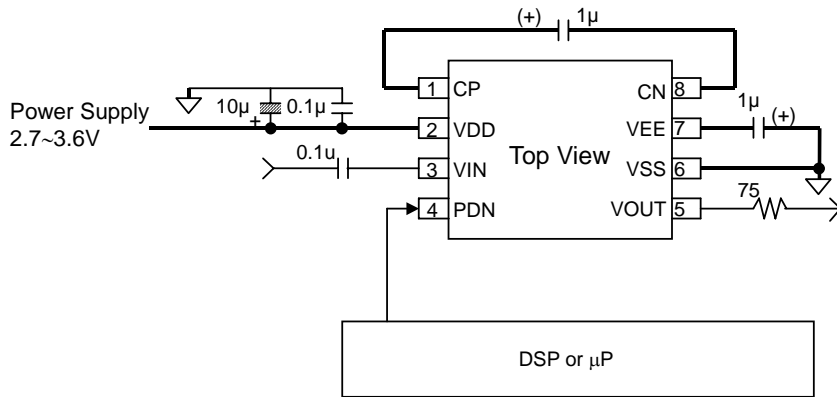 (+) 1µ
1 CP CN 8
10µ 0.1µ
+
Power Supply
2.7~3.6V
2 VDD VEE 7
1µ
(+)
Top View
0.1u
3 VIN VSS 6
4 PDN VOUT 5
75
DSP or µP